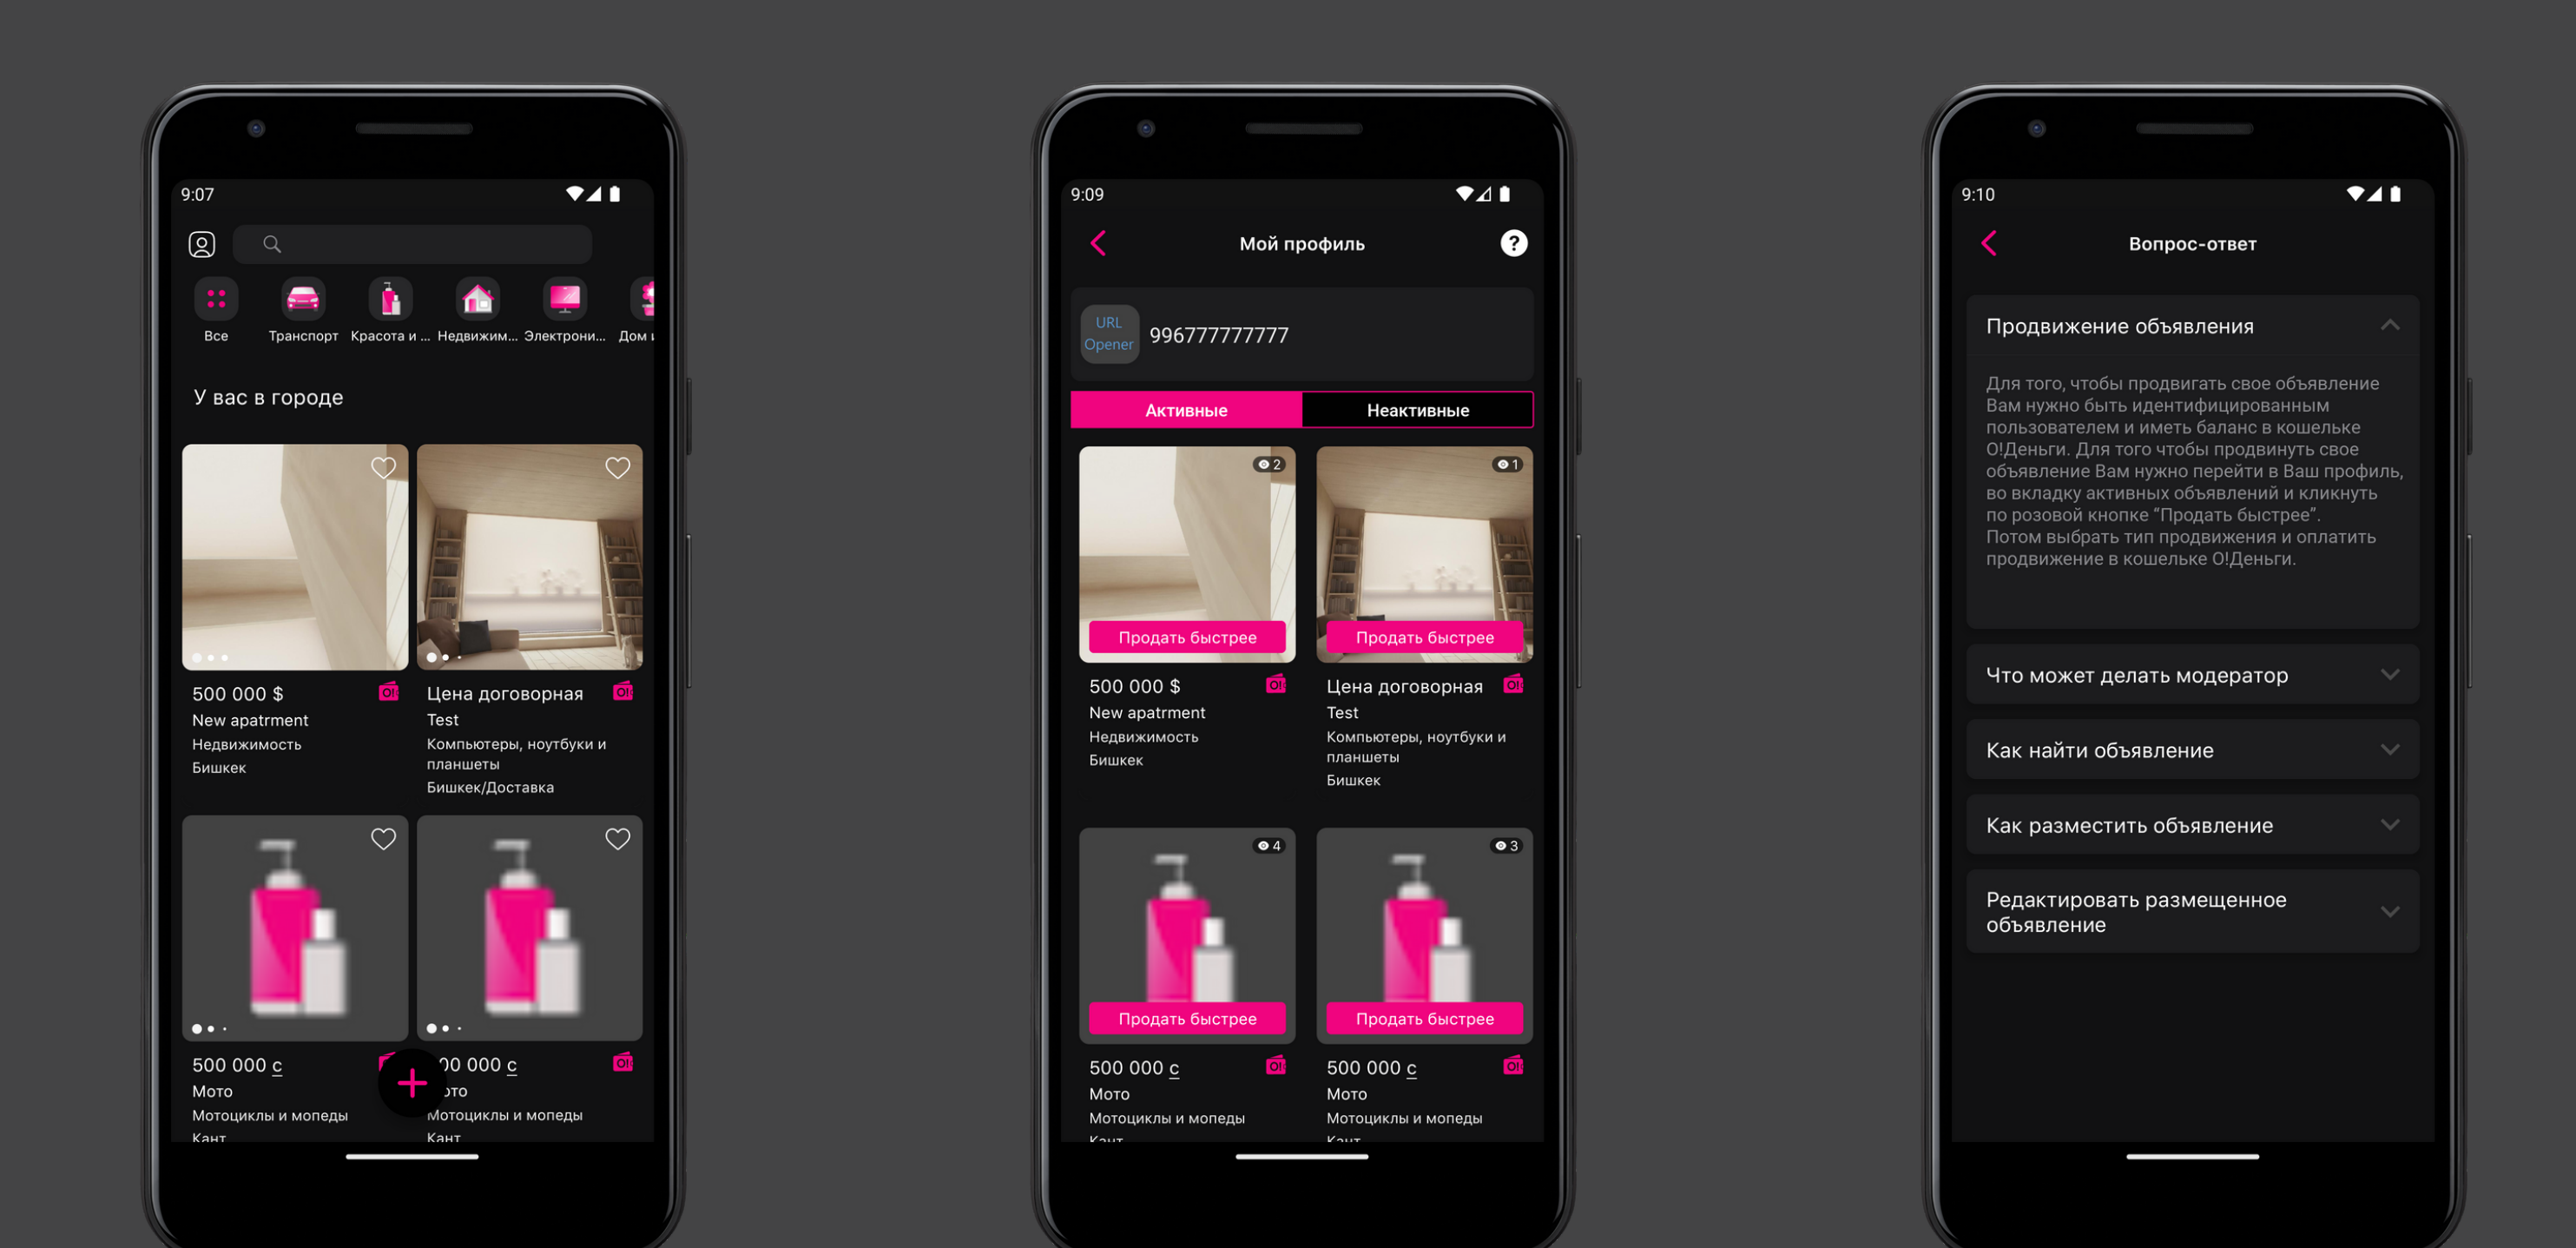 9:07
Все
Транспорт
Красота и ...
Недвижим...
Электрони...
Дом
У вас в городе
500 000 $
New apatrment
Недвижимость
Бишкек
Цена договорная
Test
Компьютеры, ноутбуки и
планшеты
Бишкек/Доставка
500 000 с
Мото
Мотоциклы и мопеды
Кант
00 000 с
ото
Мотоциклы и мопеды
Кант
9:09
Мой профиль
?
URL
Opener
996777777777
Активные
Неактивные
2
Продать быстрее
500 000 $
O!
New apatrment
Недвижимость
Бишкек
1
Продать быстрее
Цена договорная
O!
Test
Компьютеры, ноутбуки и
планшеты
Бишкек
4
Продать быстрее
500 000 с
O!
Мото
Мотоциклы и мопеды
Кант
3
Продать быстрее
500 000 с
O!
Мото
Мотоциклы и мопеды
Кант
9:10
Вопрос-ответ
Продвижение объявления
Для того, чтобы продвигать свое объявление
Вам нужно быть идентифицированным
пользователем и иметь баланс в кошельке
О!Деньги. Для того чтобы продвинуть свое
объявление Вам нужно перейти в Ваш профиль,
во вкладку активных объявлений и кликнуть
по розовой кнопке “Продать быстрее”.
Потом выбрать тип продвижения и оплатить
продвижение в кошельке О!Деньги.
Что может делать модератор
Как найти объявление
Как разместить объявление
Редактировать размещенное
объявление